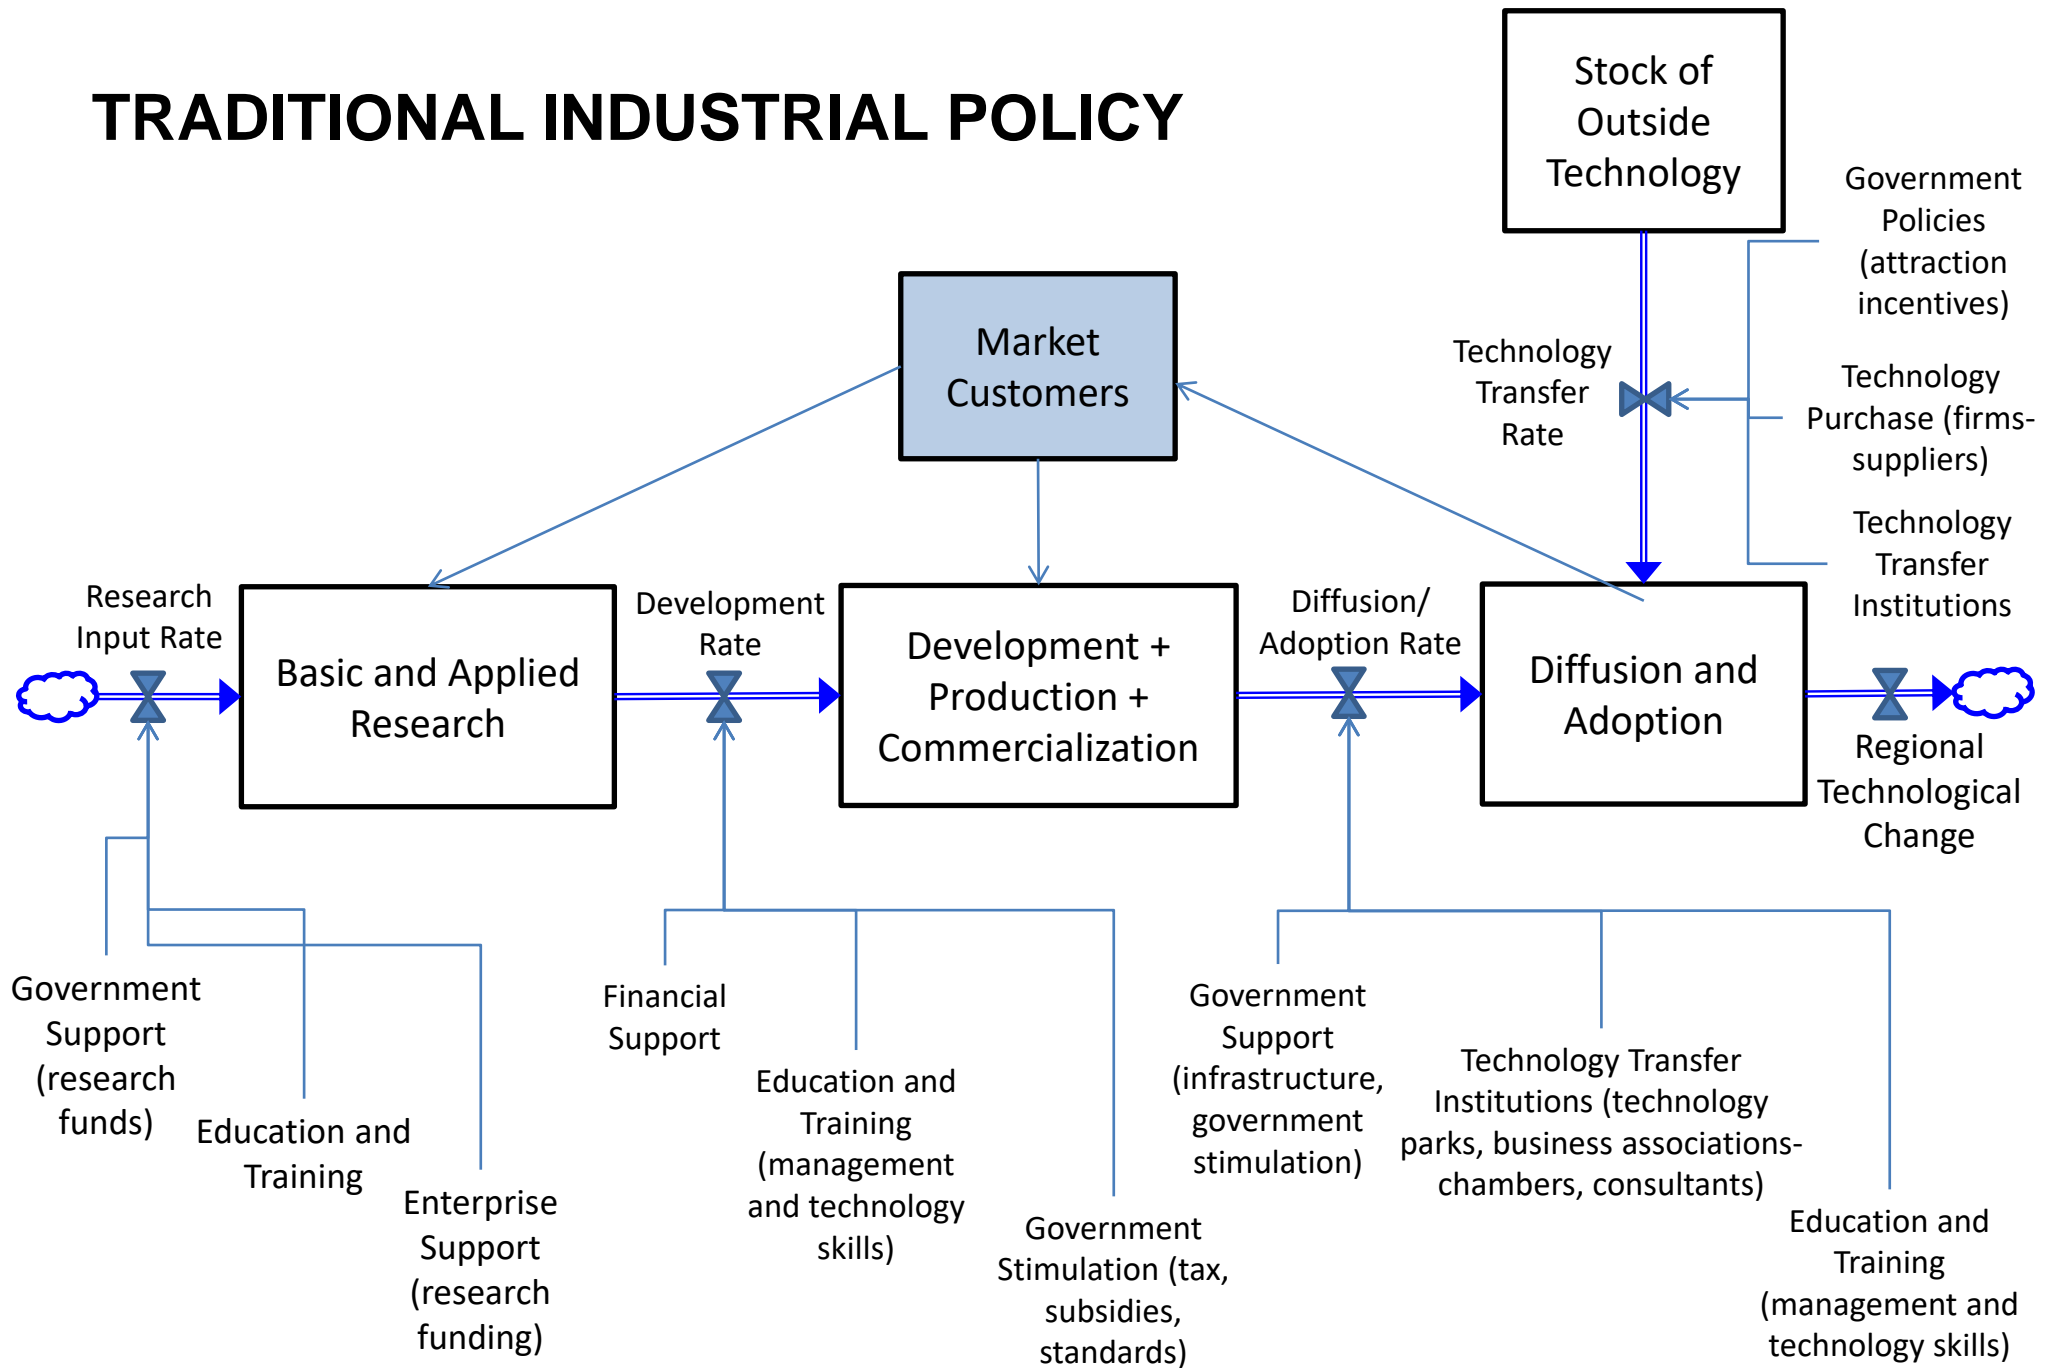 TRADITIONAL INDUSTRIAL POLICY
Stock of
Outside
Technology
Government
Policies
(attraction
incentives)
Market
Customers
Technology
Transfer
Rate
Technology
Purchase (firms-
suppliers)
Technology
Transfer
Institutions
Research
Input Rate
Basic and Applied
Research
Development
Rate
Development +
Production +
Commercialization
Diffusion/
Adoption Rate
Diffusion and
Adoption
Regional
Technological
Change
Government
Support
(research
funds)
Education and
Training
Enterprise
Support
(research
funding)
Financial
Support
Education and
Training
(management
and technology
skills)
Government
Stimulation (tax,
subsidies,
standards)
Government
Support
(infrastructure,
government
stimulation)
Technology Transfer
Institutions (technology
parks, business associations-
chambers, consultants)
Education and
Training
(management and
technology skills)